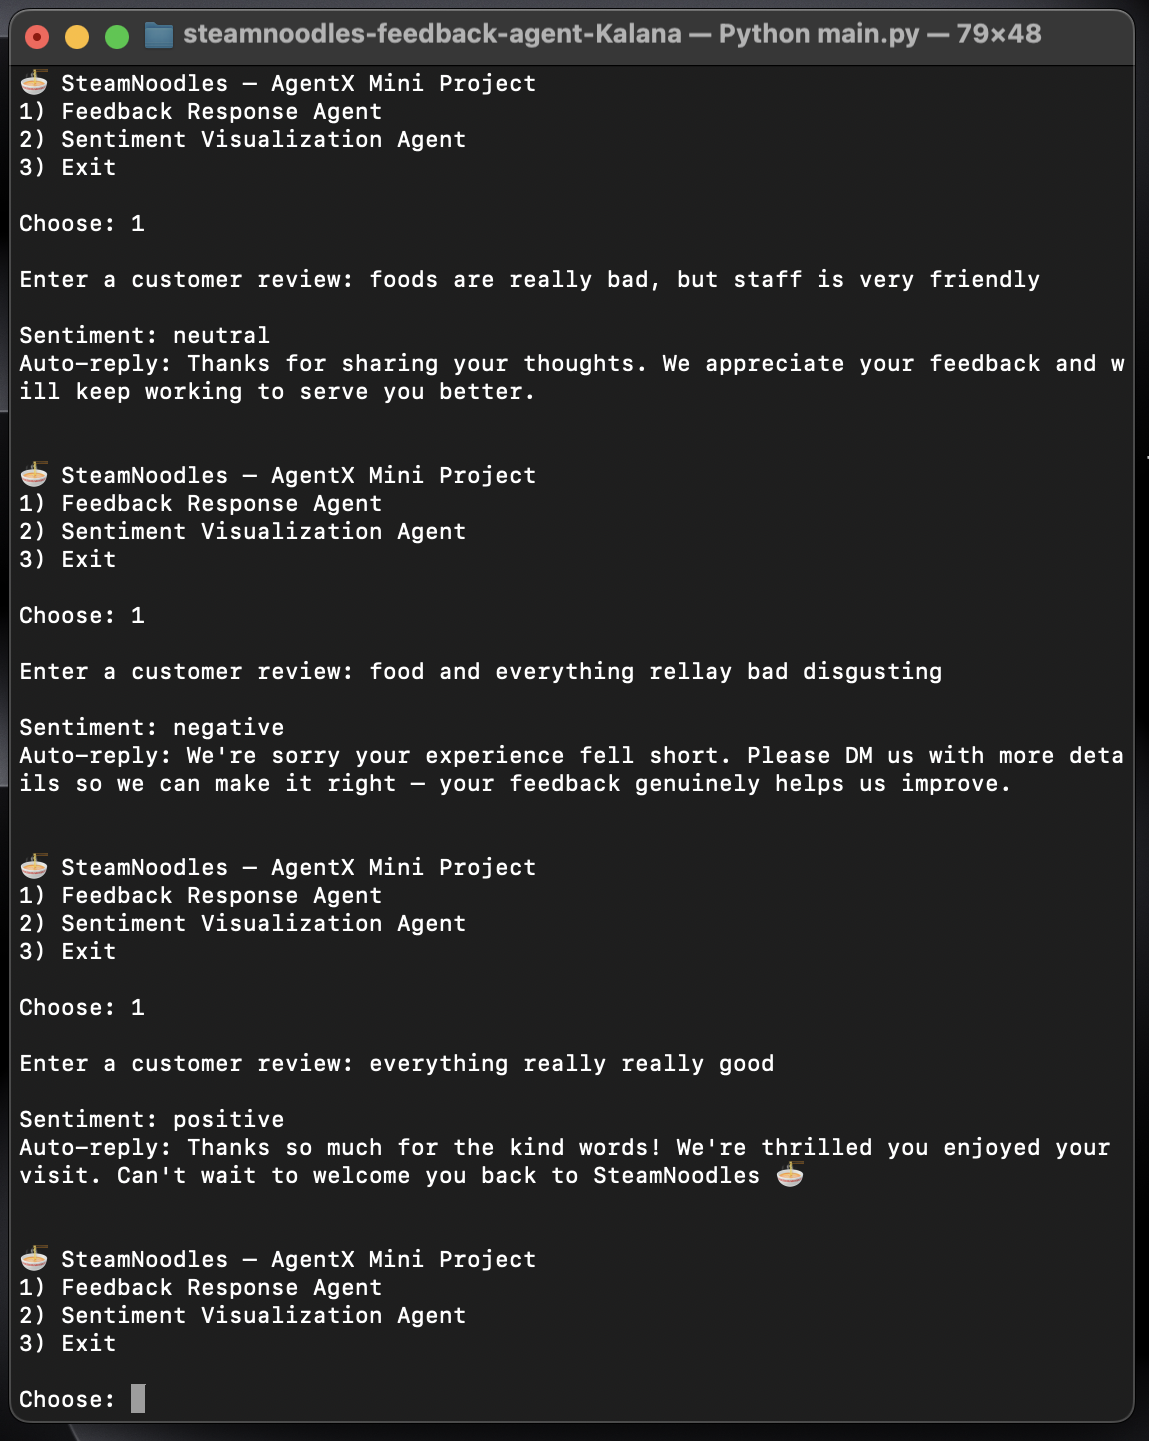 steamnoodles-feedback-agent-Kalana — Python main.py — 79×48
🍜 SteamNoodles — AgentX Mini Project
1) Feedback Response Agent
2) Sentiment Visualization Agent
3) Exit
Choose: 1
Enter a customer review: foods are really bad, but staff is very friendly
Sentiment: neutral
Auto-reply: Thanks for sharing your thoughts. We appreciate your feedback and w
ill keep working to serve you better.
🍜 SteamNoodles — AgentX Mini Project
1) Feedback Response Agent
2) Sentiment Visualization Agent
3) Exit
Choose: 1
Enter a customer review: food and everything rellay bad disgusting
Sentiment: negative
Auto-reply: We're sorry your experience fell short. Please DM us with more deta
ils so we can make it right — your feedback genuinely helps us improve.
🍜 SteamNoodles — AgentX Mini Project
1) Feedback Response Agent
2) Sentiment Visualization Agent
3) Exit
Choose: 1
Enter a customer review: everything really really good
Sentiment: positive
Auto-reply: Thanks so much for the kind words! We're thrilled you enjoyed your
visit. Can't wait to welcome you back to SteamNoodles 🍜
🍜 SteamNoodles — AgentX Mini Project
1) Feedback Response Agent
2) Sentiment Visualization Agent
3) Exit
Choose: